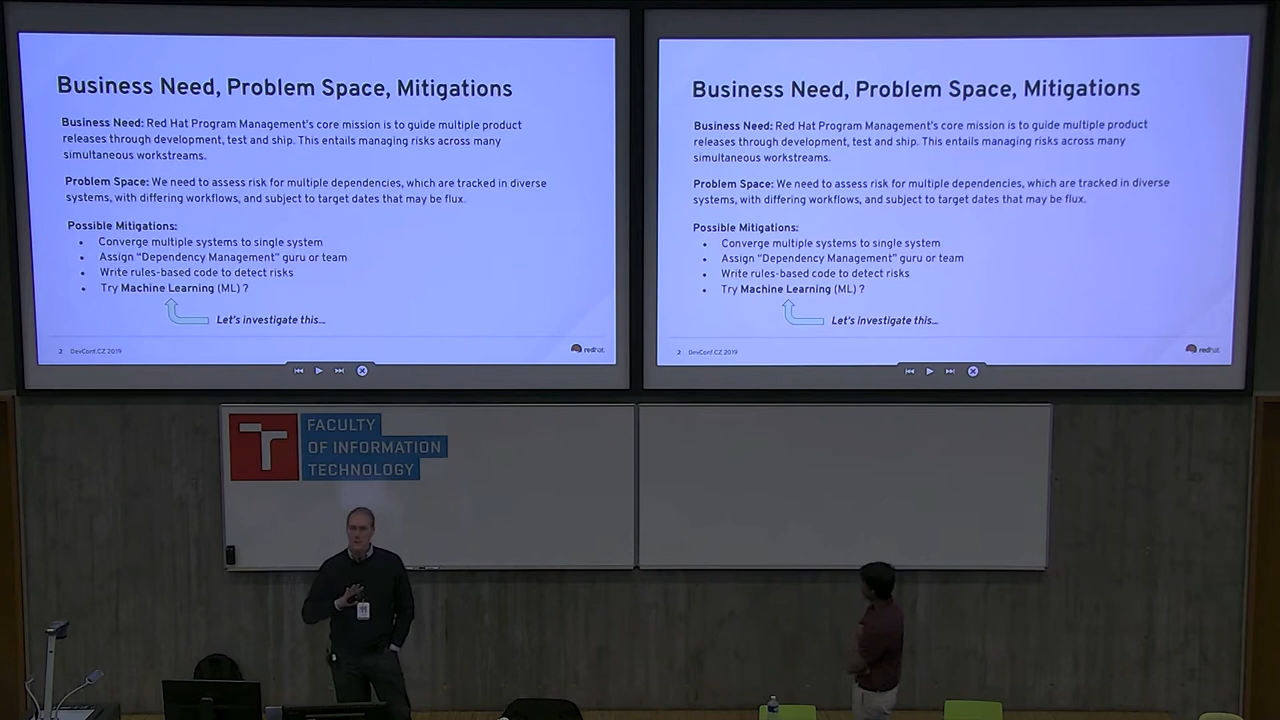 Business Need, Problem Space, Mitigations
Business Need: Red Hat Program Management's core mission is to guide multiple product
releases through development, test and ship. This entails managing risks across many
simultaneous workstreams.
Problem Space: We need to assess risk for multiple dependencies, which are tracked in diverse
systems, with differing workflows, and subject to target dates that may be flux.
Possible Mitigations:
• Converge multiple systems to single system
• Assign "Dependency Management" guru or team
• Write rules-based code to detect risks
• Try Machine Learning (ML) ?
Let's investigate this...
2 DevConf.CZ 2019
redhat.
Business Need, Problem Space, Mitigations
Business Need: Red Hat Program Management's core mission is to guide multiple product
releases through development, test and ship. This entails managing risks across many
simultaneous workstreams.
Problem Space: We need to assess risk for multiple dependencies, which are tracked in diverse
systems, with differing workflows, and subject to target dates that may be flux.
Possible Mitigations:
• Converge multiple systems to single system
• Assign "Dependency Management" guru or team
• Write rules-based code to detect risks
• Try Machine Learning (ML) ?
Let's investigate this...
2 DevConf.CZ 2019
redhat.
FACULTY
OF INFORMATION
TECHNOLOGY